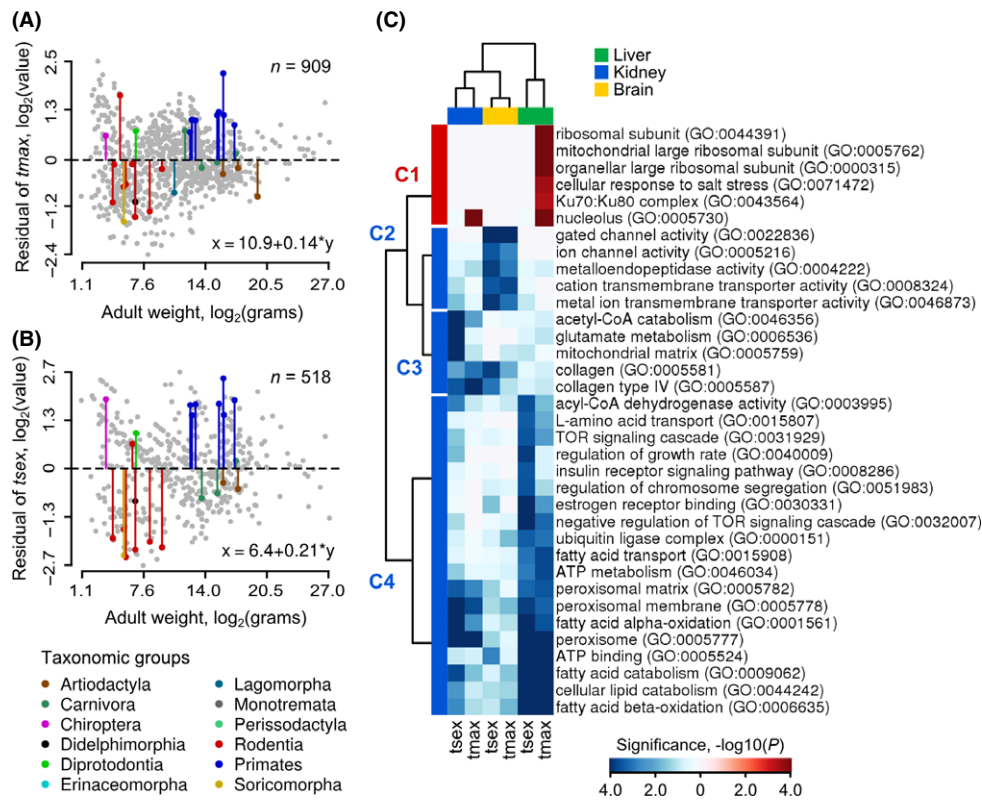 (A)
Residual of tmax, log2(value)
2.5
1.3
0
−1.2
−2.4
n = 909
x = 10.9+0.14*y
1.1 7.6 14.0 20.5 27.0
Adult weight, log2(grams)
(B)
Residual of tsex, log2(value)
2.7
1.3
0
−1.3
−2.7
n = 518
x = 6.4+0.21*y
1.1 7.6 14.0 20.5 27.0
Adult weight, log2(grams)
Taxonomic groups
Artiodactyla
Carnivora
Chiroptera
Didelphimorphia
Diprotodontia
Erinaceomorpha
Lagomorpha
Monotremata
Perissodactyla
Rodentia
Primates
Soricomorpha
(C)
Liver
Kidney
Brain
C1
C2
C3
C4
ribosomal subunit (GO:0044391)
mitochondrial large ribosomal subunit (GO:0005762)
organellar large ribosomal subunit (GO:0000315)
cellular response to salt stress (GO:0071472)
Ku70:Ku80 complex (GO:0043564)
nucleolus (GO:0005730)
gated channel activity (GO:0022836)
ion channel activity (GO:0005216)
metalloendopeptidase activity (GO:0004222)
cation transmembrane transporter activity (GO:0008324)
metal ion transmembrane transporter activity (GO:0046873)
acetyl-CoA catabolism (GO:0046356)
glutamate metabolism (GO:0006536)
mitochondrial matrix (GO:0005759)
collagen (GO:0005581)
collagen type IV (GO:0005587)
acyl-CoA dehydrogenase activity (GO:0003995)
L-amino acid transport (GO:0015807)
TOR signaling cascade (GO:0031929)
regulation of growth rate (GO:0040009)
insulin receptor signaling pathway (GO:0008286)
regulation of chromosome segregation (GO:0051983)
estrogen receptor binding (GO:0030331)
negative regulation of TOR signaling cascade (GO:0032007)
ubiquitin ligase complex (GO:0000151)
fatty acid transport (GO:0015908)
ATP metabolism (GO:0046034)
peroxisomal matrix (GO:0005782)
peroxisomal membrane (GO:0005778)
fatty acid alpha-oxidation (GO:0001561)
peroxisome (GO:0005777)
ATP binding (GO:0005524)
fatty acid catabolism (GO:0009062)
cellular lipid catabolism (GO:0044242)
fatty acid beta-oxidation (GO:0006635)
tsex tmax tsex tmax tsex tmax
Significance, -log10(P)
4.0 2.0 0 2.0 4.0